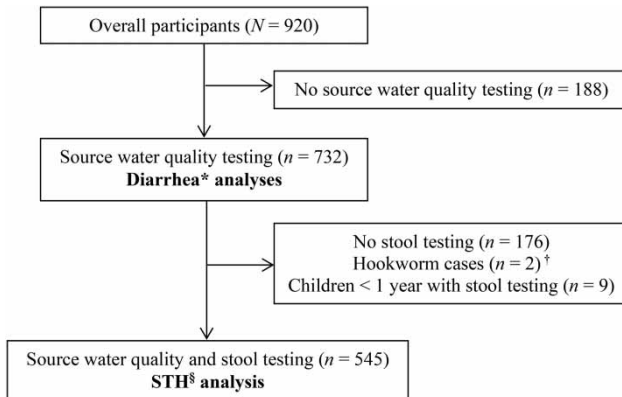 Overall participants (N = 920)
No source water quality testing (n = 188)
Source water quality testing (n = 732)
Diarrhea* analyses
No stool testing (n = 176)
Hookworm cases (n = 2)†
Children < 1 year with stool testing (n = 9)
Source water quality and stool testing (n = 545)
STH§ analysis